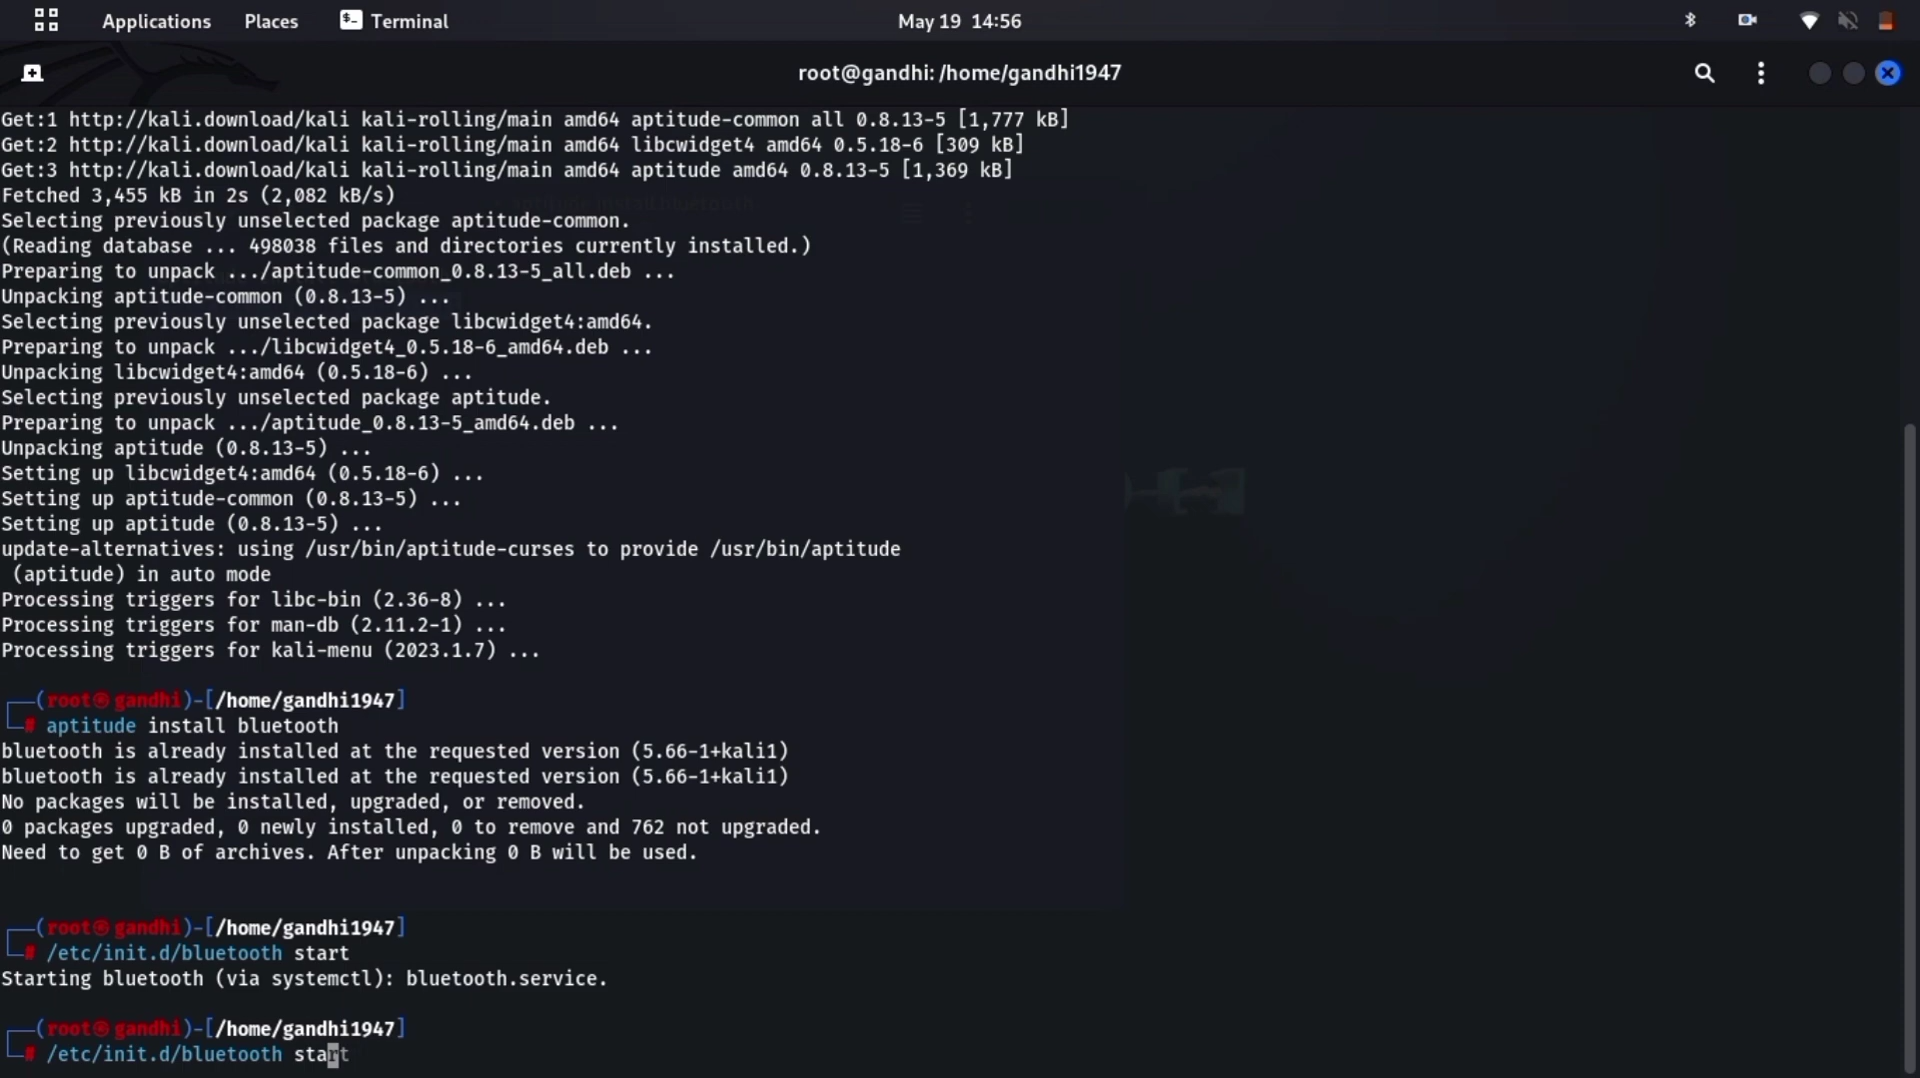 Applications Places Terminal May 19 14:56
root@gandhi: /home/gandhi1947
Get:1 http://kali.download/kali kali-rolling/main amd64 aptitude-common all 0.8.13-5 [1,777 kB]
Get:2 http://kali.download/kali kali-rolling/main amd64 libcwidget4 amd64 0.5.18-6 [309 kB]
Get:3 http://kali.download/kali kali-rolling/main amd64 aptitude amd64 0.8.13-5 [1,369 kB]
Fetched 3,455 kB in 2s (2,082 kB/s)
Selecting previously unselected package aptitude-common.
(Reading database ... 498038 files and directories currently installed.)
Preparing to unpack .../aptitude-common_0.8.13-5_all.deb ...
Unpacking aptitude-common (0.8.13-5) ...
Selecting previously unselected package libcwidget4:amd64.
Preparing to unpack .../libcwidget4_0.5.18-6_amd64.deb ...
Unpacking libcwidget4:amd64 (0.5.18-6) ...
Selecting previously unselected package aptitude.
Preparing to unpack .../aptitude_0.8.13-5_amd64.deb ...
Unpacking aptitude (0.8.13-5) ...
Setting up libcwidget4:amd64 (0.5.18-6) ...
Setting up aptitude-common (0.8.13-5) ...
Setting up aptitude (0.8.13-5) ...
update-alternatives: using /usr/bin/aptitude-curses to provide /usr/bin/aptitude
(aptitude) in auto mode
Processing triggers for libc-bin (2.36-8) ...
Processing triggers for man-db (2.11.2-1) ...
Processing triggers for kali-menu (2023.1.7) ...
┌──(root㉿gandhi)-[/home/gandhi1947]
└─# aptitude install bluetooth
bluetooth is already installed at the requested version (5.66-1+kali1)
bluetooth is already installed at the requested version (5.66-1+kali1)
No packages will be installed, upgraded, or removed.
0 packages upgraded, 0 newly installed, 0 to remove and 762 not upgraded.
Need to get 0 B of archives. After unpacking 0 B will be used.
┌──(root㉿gandhi)-[/home/gandhi1947]
└─# /etc/init.d/bluetooth start
Starting bluetooth (via systemctl): bluetooth.service.
┌──(root㉿gandhi)-[/home/gandhi1947]
└─# /etc/init.d/bluetooth start